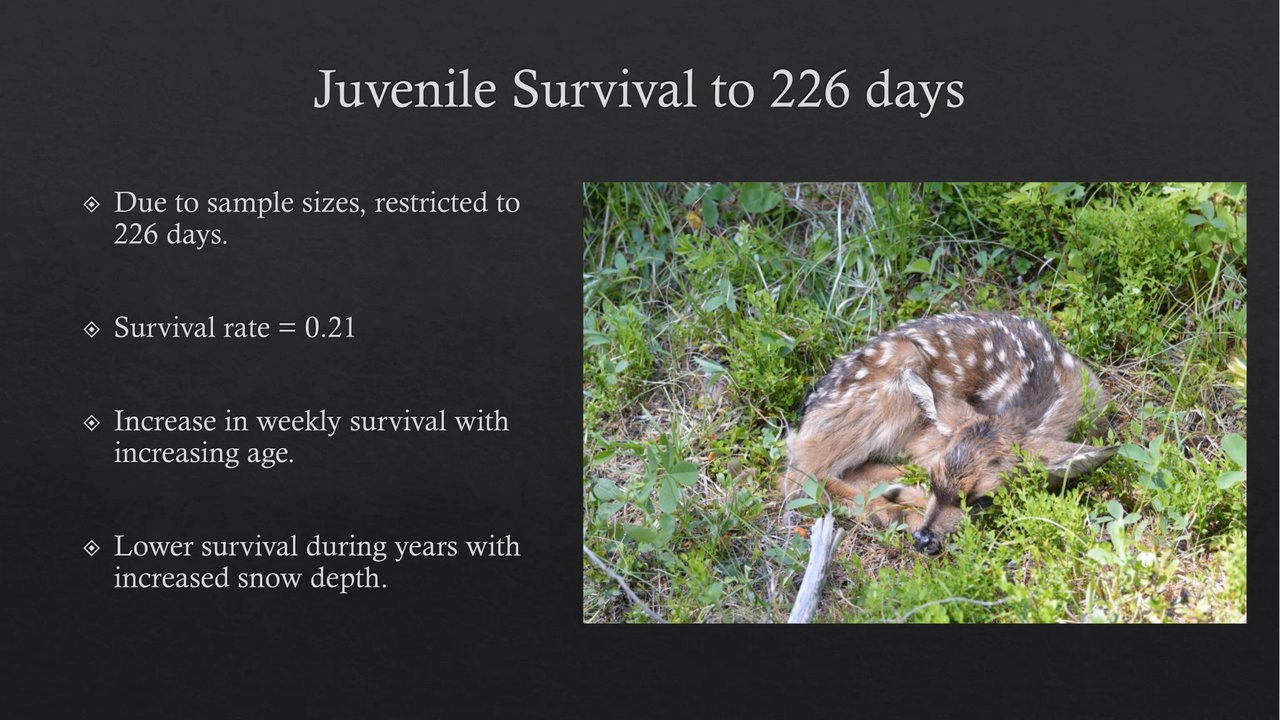 Juvenile Survival to 226 days
Due to sample sizes, restricted to
226 days.
Survival rate = 0.21
Increase in weekly survival with
increasing age.
Lower survival during years with
increased snow depth.